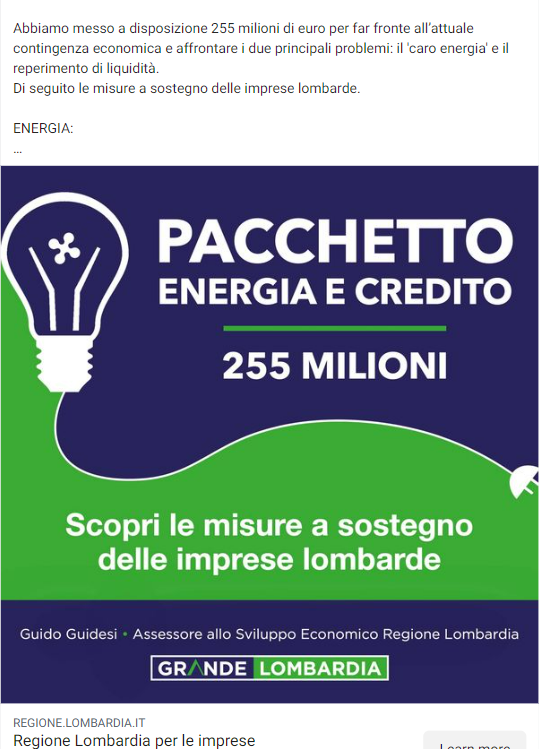 Abbiamo messo a disposizione 255 milioni di euro per far fronte all'attuale
contingenza economica e affrontare i due principali problemi: il 'caro energia' e il
reperimento di liquidità.
Di seguito le misure a sostegno delle imprese lombarde.
ENERGIA:
...
PACCHETTO
ENERGIA E CREDITO
255 MILIONI
Scopri le misure a sostegno
delle imprese lombarde
Guido Guidesi • Assessore allo Sviluppo Economico Regione Lombardia
GRANDE LOMBARDIA
REGIONE.LOMBARDIA.IT
Regione Lombardia per le imprese
Learn more